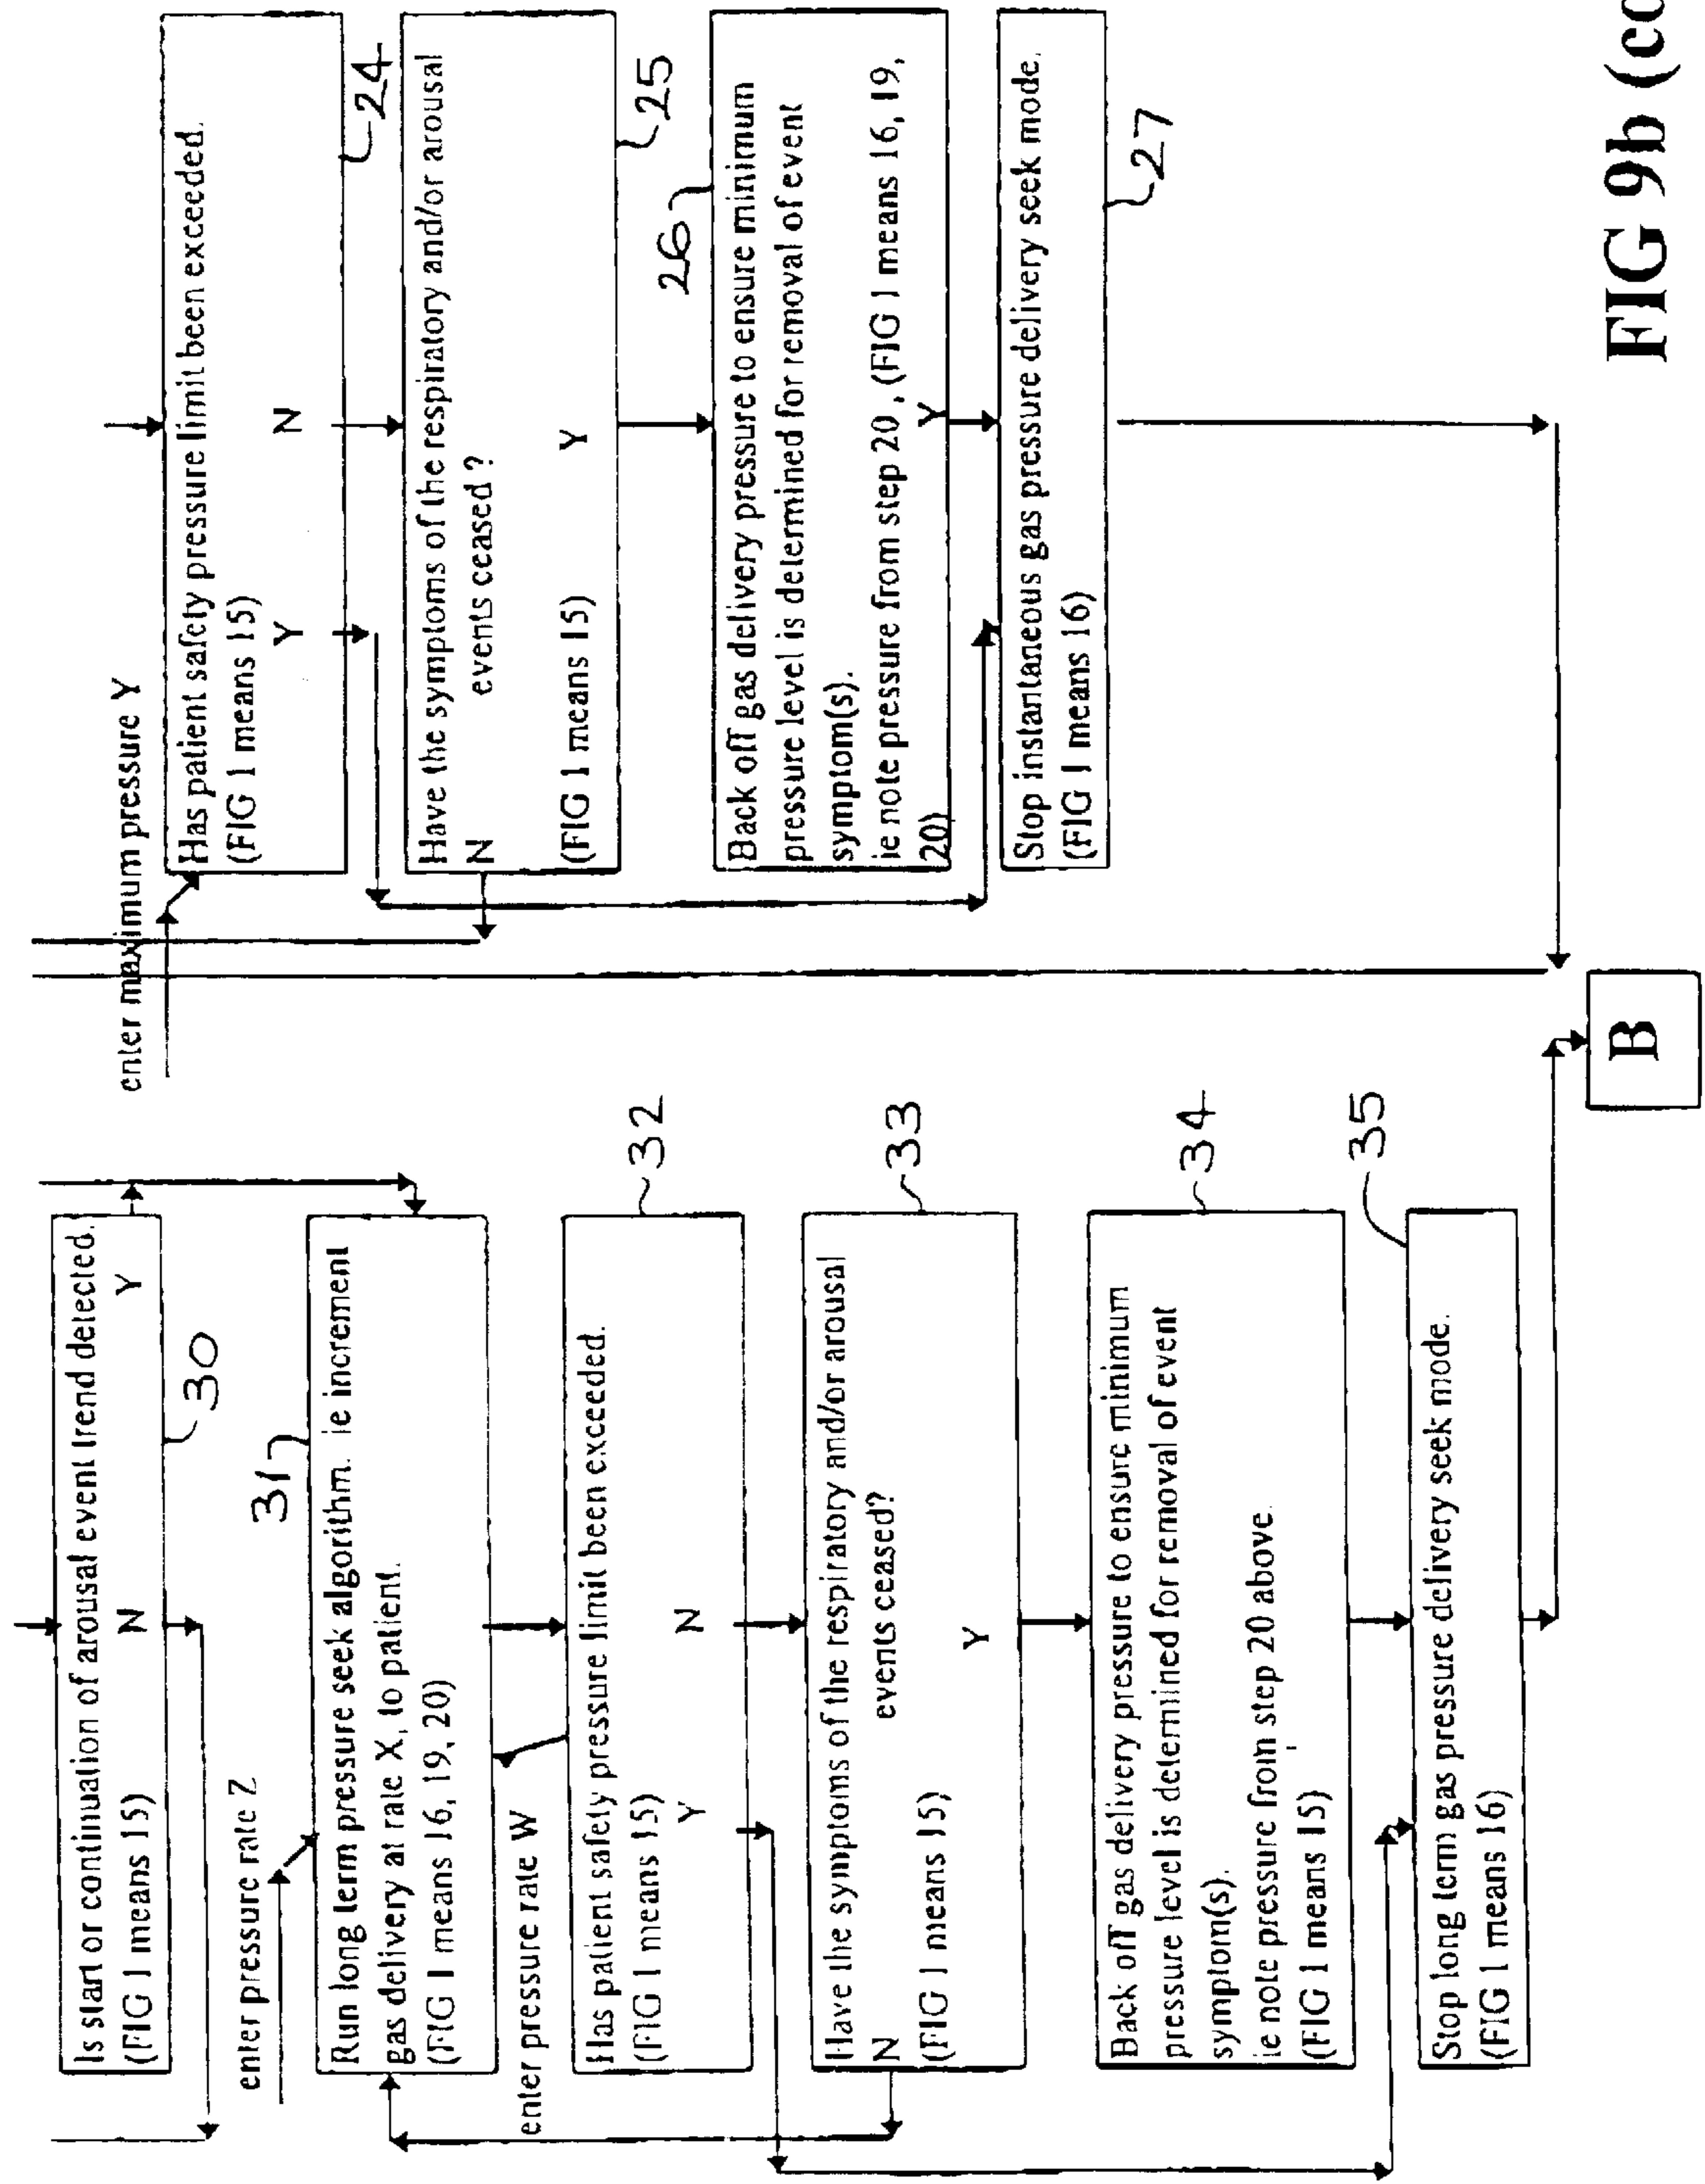 Is start or continuation of arousal event trend detected.
(FIG 1 means 15)
N
Y
30
enter pressure rate Z
31
Run long term pressure seek algorithm. ie increment
gas delivery at rate X, to patient.
(FIG 1 means 16, 19, 20)
enter pressure rate W
32
Has patient safety pressure limit been exceeded.
(FIG 1 means 15)
Y
N
33
Have the symptoms of the respiratory and/or arousal
N
events ceased?
(FIG 1 means 15)
Y
34
Back off gas delivery pressure to ensure minimum
pressure level is determined for removal of event
symptom(s).
ie note pressure from step 20 above.
(FIG 1 means 15)
35
Stop long term gas pressure delivery seek mode.
(FIG 1 means 16)
enter maximum pressure Y
Has patient safety pressure limit been exceeded.
(FIG 1 means 15)
Y
N
24
Have the symptoms of the respiratory and/or arousal
N
events ceased ?
(FIG 1 means 15)
Y
25
26
Back off gas delivery pressure to ensure minimum
pressure level is determined for removal of event
symptom(s).
ie note pressure from step 20 , (FIG 1 means 16, 19,
20)
Y
Stop instantaneous gas pressure delivery seek mode.
(FIG 1 means 16)
27
B
FIG 9b (co